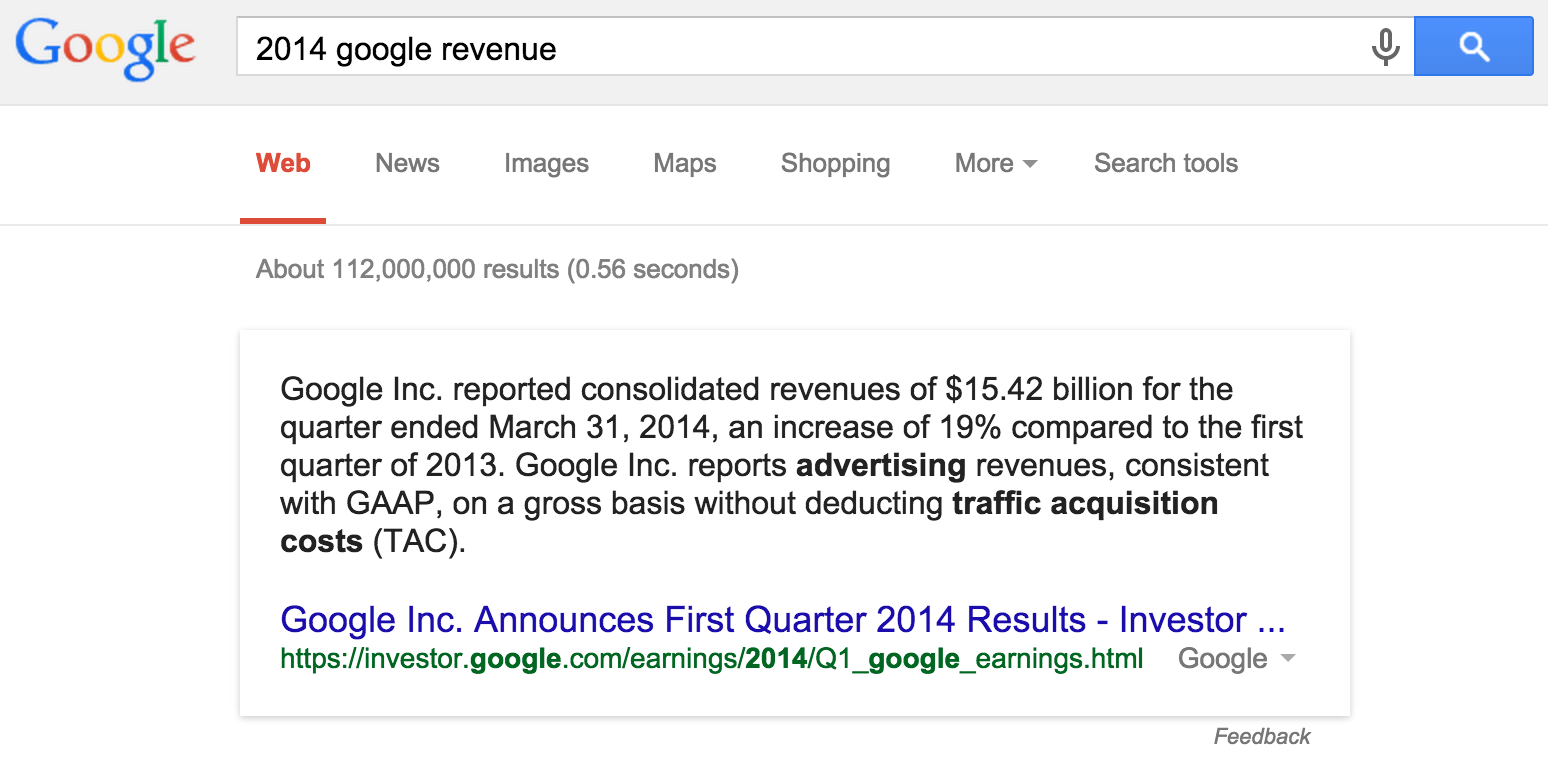 Google
2014 google revenue
Web News Images Maps Shopping More Search tools
About 112,000,000 results (0.56 seconds)
Google Inc. reported consolidated revenues of $15.42 billion for the
quarter ended March 31, 2014, an increase of 19% compared to the first
quarter of 2013. Google Inc. reports advertising revenues, consistent
with GAAP, on a gross basis without deducting traffic acquisition
costs (TAC).
Google Inc. Announces First Quarter 2014 Results - Investor ...
https://investor.google.com/earnings/2014/Q1_google_earnings.html Google
Feedback